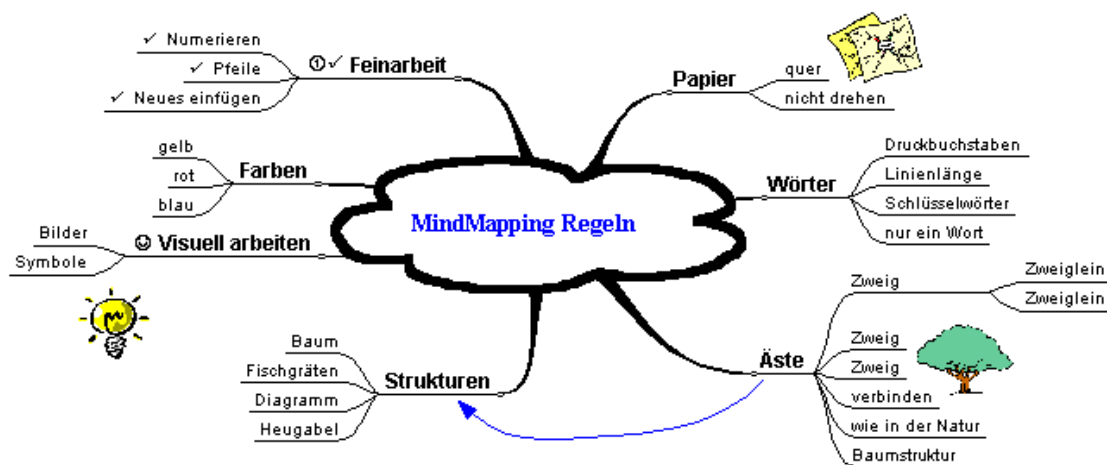 MindMapping Regeln
✓ Numerieren
✓ Pfeile
✓ Neues einfügen
① ✓ Feinarbeit
gelb
rot
blau
Farben
Bilder
Symbole
Visuell arbeiten
Baum
Fischgräten
Diagramm
Heugabel
Strukturen
Papier
quer
nicht drehen
Wörter
Druckbuchstaben
Linienlänge
Schlüsselwörter
nur ein Wort
Äste
Zweig
Zweiglein
Zweiglein
Zweig
Zweig
verbinden
wie in der Natur
Baumstruktur